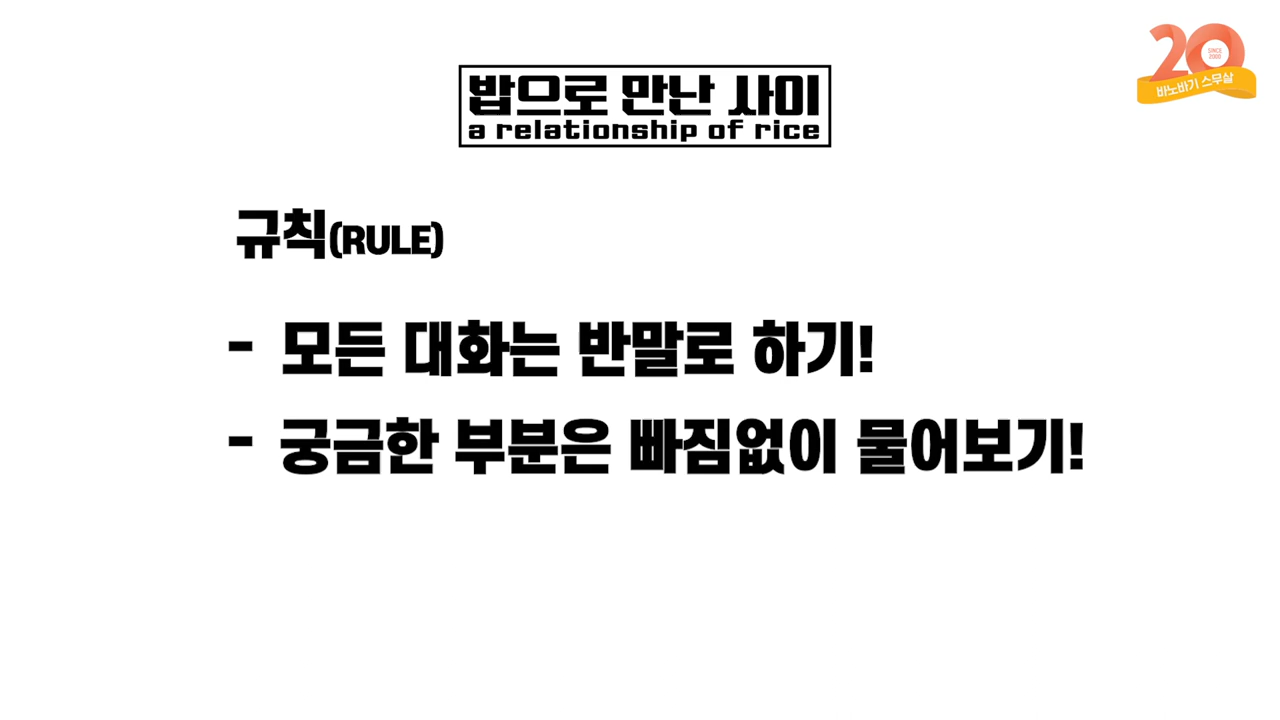 20
SINCE
2000
바노바기 스무살
밥으로 만난 사이
a relationship of rice
규칙(RULE)
- 모든 대화는 반말로 하기!
- 궁금한 부분은 빠짐없이 물어보기!